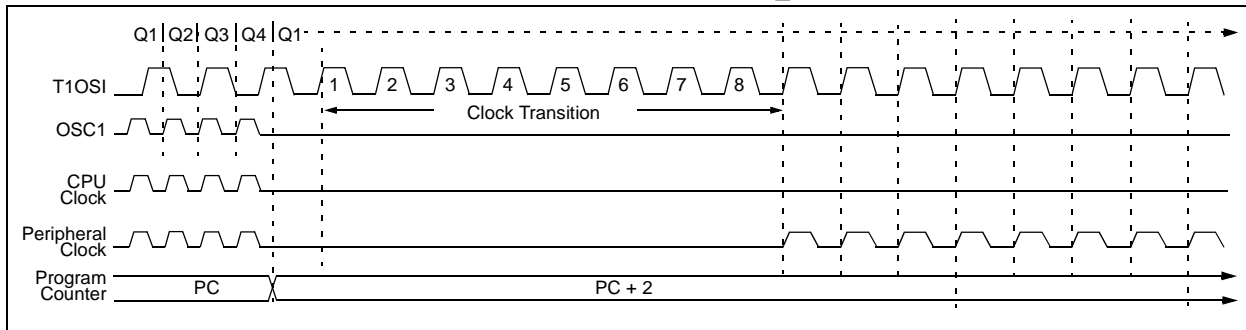 Q1 Q2 Q3 Q4 Q1
T1OSI
1 2 3 4 5 6 7 8
Clock Transition
OSC1
CPU
Clock
Peripheral
Clock
Program
Counter
PC
PC + 2